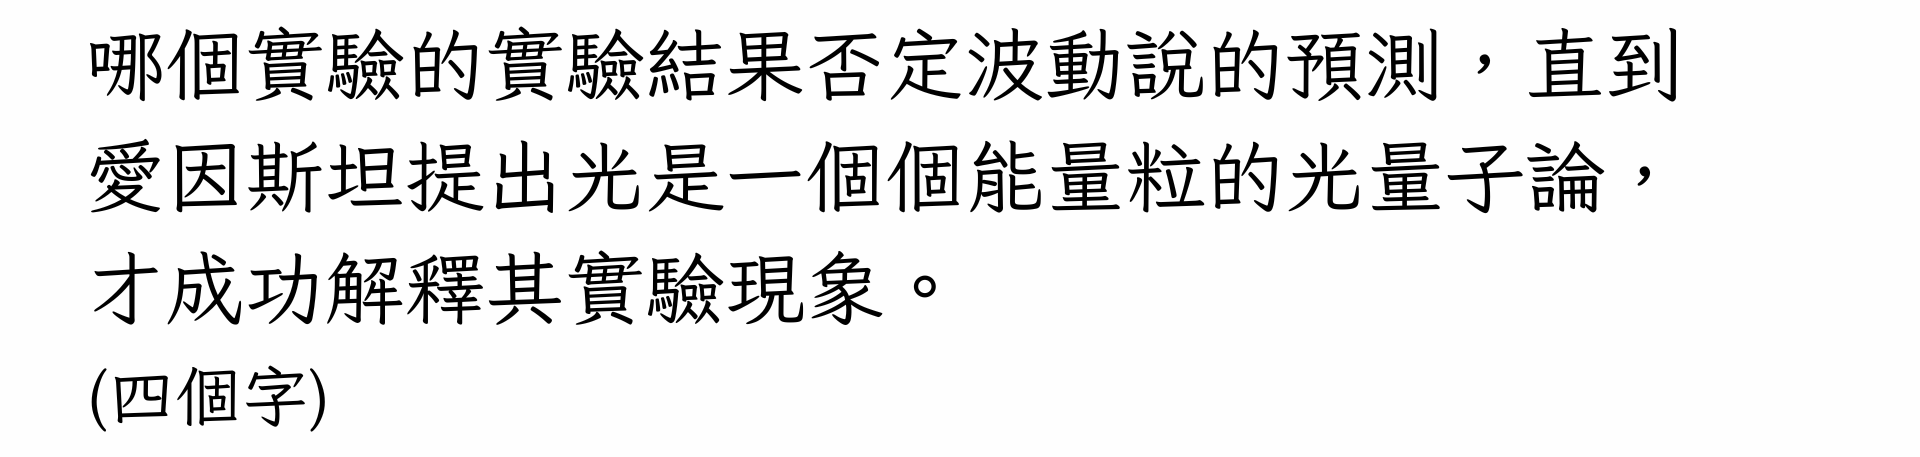 哪個實驗的實驗結果否定波動說的預測，直到
愛因斯坦提出光是一個個能量粒的光量子論，
才成功解釋其實驗現象。
(四個字)